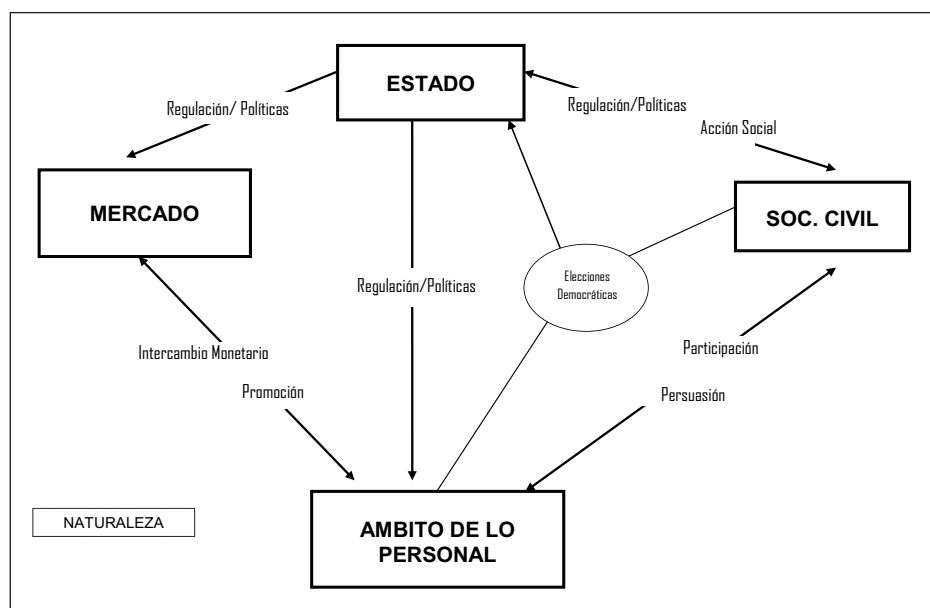 ESTADO
Regulación/ Políticas
Regulación/Políticas
Acción Social
MERCADO
SOC. CIVIL
Elecciones
Democráticas
Regulación/Políticas
Intercambio Monetario
Participación
Promoción
Persuasión
NATURALEZA
AMBITO DE LO
PERSONAL